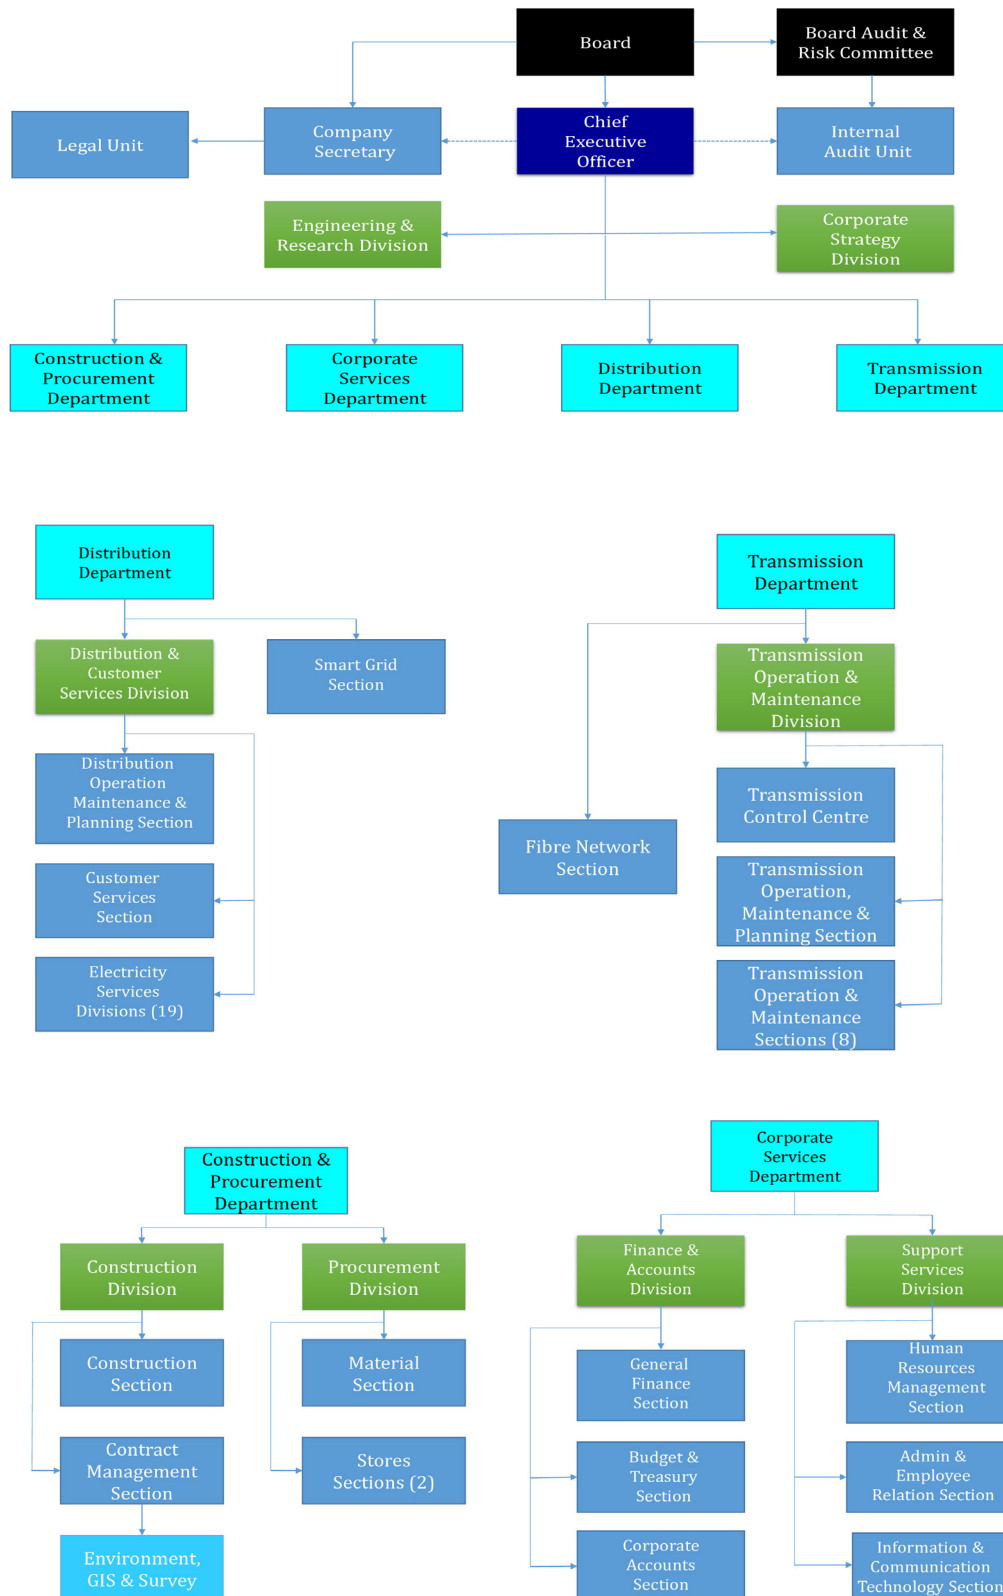 Board
Board Audit &
Risk Committee
Legal Unit
Company
Secretary
Chief
Executive
Officer
Internal
Audit Unit
Engineering &
Research Division
Corporate
Strategy
Division
Construction &
Procurement
Department
Corporate
Services
Department
Distribution
Department
Transmission
Department
Distribution
Department
Distribution &
Customer
Services Division
Smart Grid
Section
Distribution
Operation
Maintenance &
Planning Section
Customer
Services
Section
Electricity
Services
Divisions (19)
Transmission
Department
Transmission
Operation &
Maintenance
Division
Fibre Network
Section
Transmission
Control Centre
Transmission
Operation,
Maintenance &
Planning Section
Transmission
Operation &
Maintenance
Sections (8)
Construction &
Procurement
Department
Construction
Division
Procurement
Division
Construction
Section
Material
Section
Contract
Management
Section
Stores
Sections (2)
Environment,
GIS & Survey
Corporate
Services
Department
Finance &
Accounts
Division
Support
Services
Division
General
Finance
Section
Human
Resources
Management
Section
Budget &
Treasury
Section
Admin &
Employee
Relation Section
Corporate
Accounts
Section
Information &
Communication
Technology Section